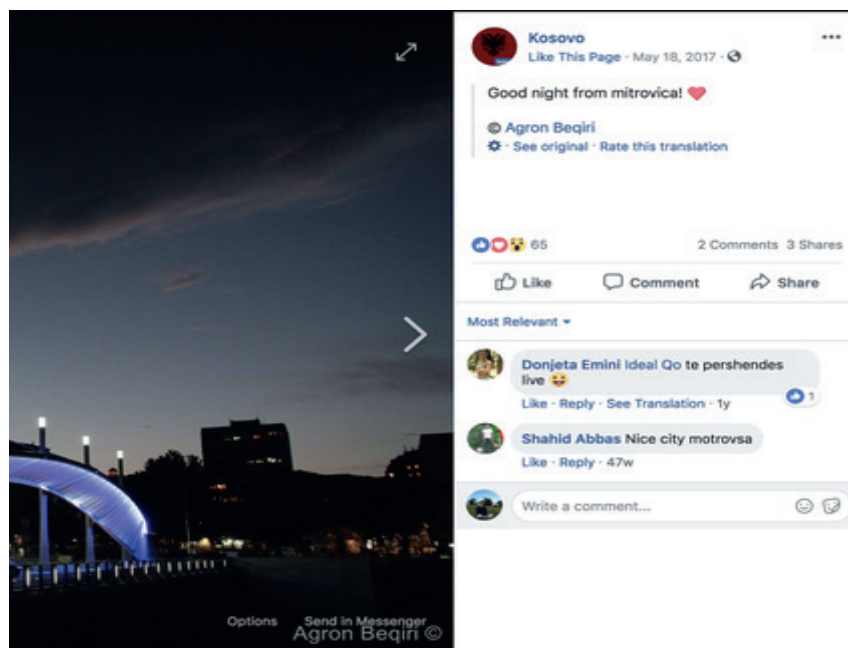 Kosovo
Like This Page · May 18, 2017 ·
Good night from mitrovica! ❤️
© Agron Beqiri
· See original · Rate this translation
65
2 Comments 3 Shares
Like Comment Share
Most Relevant
Donjeta Emini Ideal Qo te pershendes
live 😝
1
Like · Reply · See Translation · 1y
Shahid Abbas Nice city motrovsa
Like · Reply · 47w
Write a comment...
Options Send in Messenger
Agron Beqiri ©